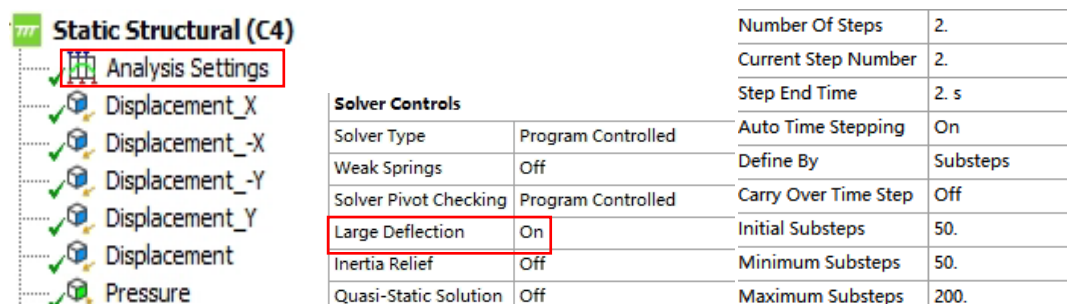 Static Structural (C4)
Analysis Settings
Displacement_X
Displacement_-X
Displacement_-Y
Displacement_Y
Displacement
Pressure
Solver Controls
Solver Type Program Controlled
Weak Springs Off
Solver Pivot Checking Program Controlled
Large Deflection On
Inertia Relief Off
Quasi-Static Solution Off
Number Of Steps 2.
Current Step Number 2.
Step End Time 2. s
Auto Time Stepping On
Define By Substeps
Carry Over Time Step Off
Initial Substeps 50.
Minimum Substeps 50.
Maximum Substeps 200.